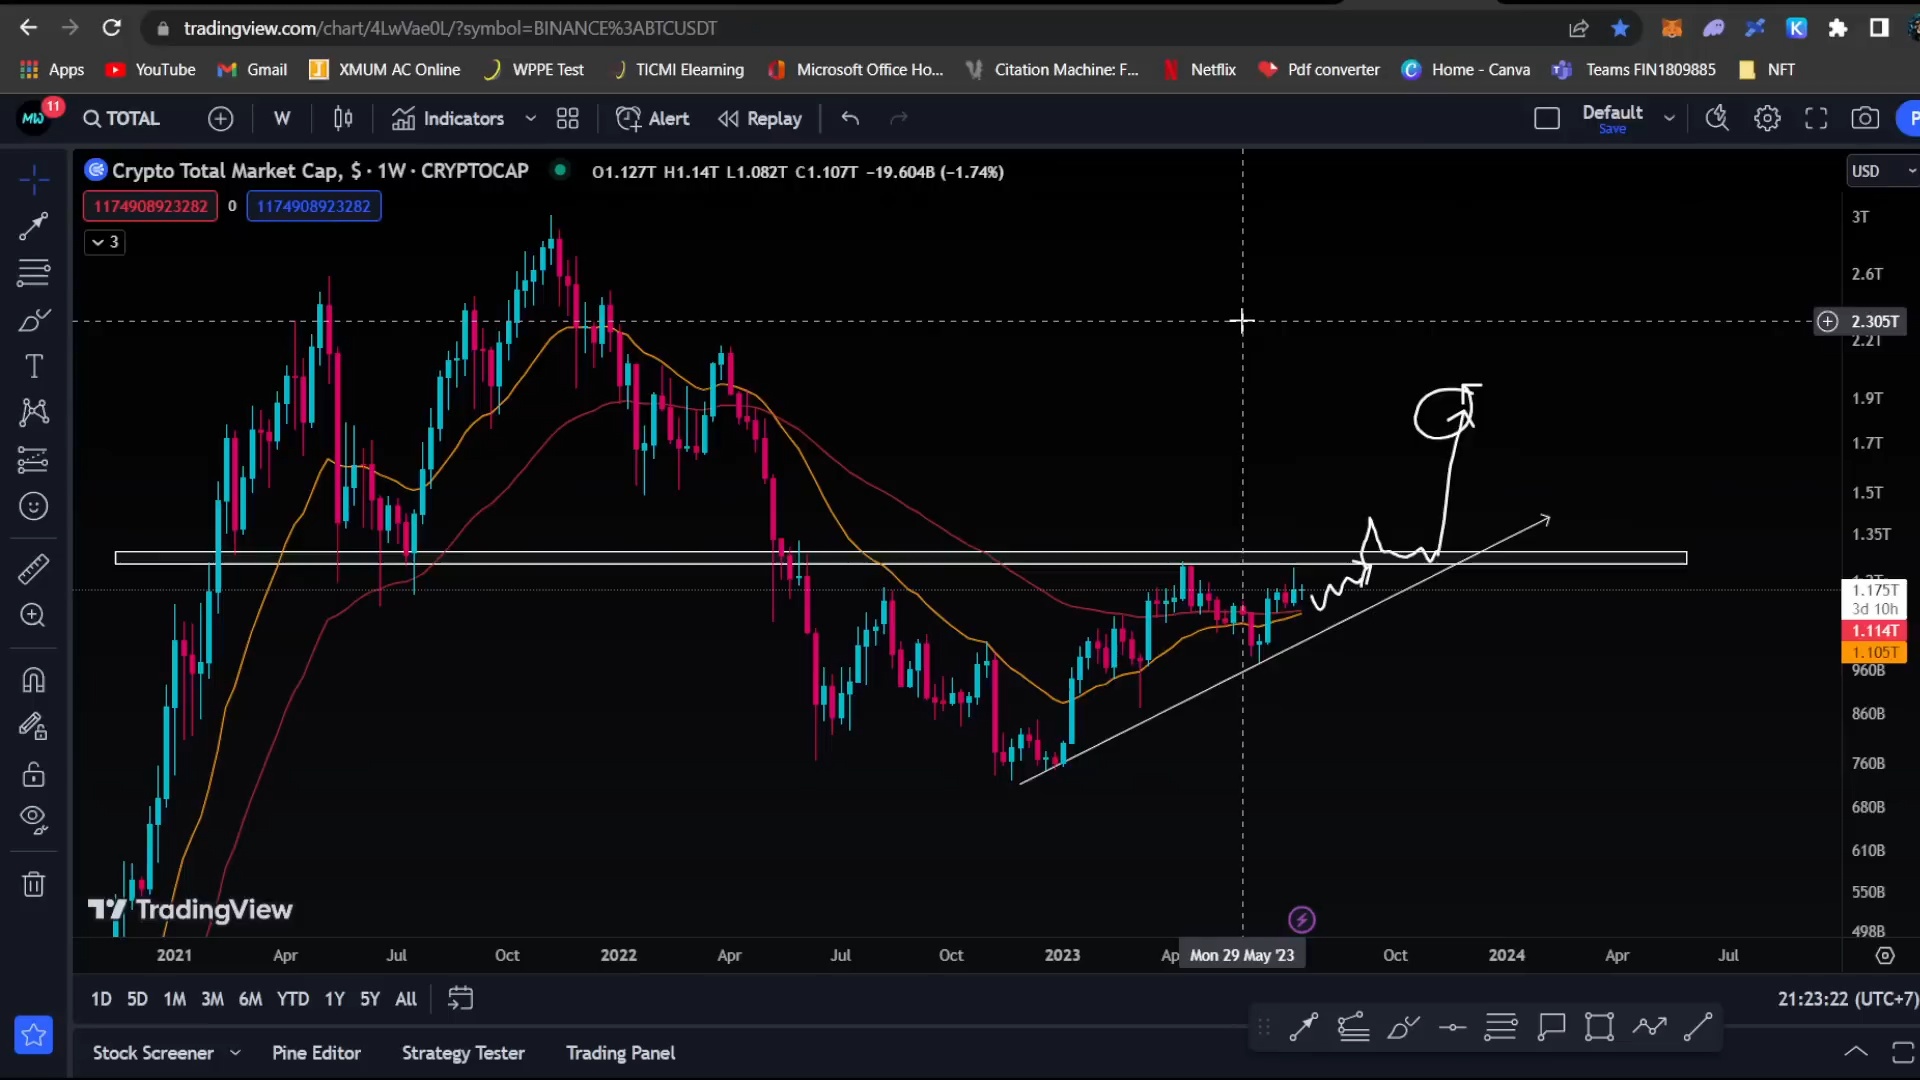 tradingview.com/chart/4LwVae0L/?symbol=BINANCE%3ABTCUSDT
Apps YouTube Gmail XMUM AC Online WPPE Test TICMI Elearning Microsoft Office Ho... Citation Machine: F... Netflix Pdf converter Home - Canva Teams FIN1809885 NFT
MW 11 TOTAL W Indicators Alert Replay Default Save P
Crypto Total Market Cap, $ · 1W · CRYPTOCAP O1.127T H1.14T L1.082T C1.107T −19.604B (−1.74%) USD
1174908923282 0 1174908923282
3
3T
2.6T
2.305T
2.2T
1.9T
1.7T
1.5T
1.35T
1.175T
3d 10h
1.114T
1.105T
960B
860B
760B
680B
610B
550B
498B
TradingView
2021 Apr Jul Oct 2022 Apr Jul Oct 2023 Mon 29 May '23 Oct 2024 Apr Jul
1D 5D 1M 3M 6M YTD 1Y 5Y All 21:23:22 (UTC+7)
Stock Screener Pine Editor Strategy Tester Trading Panel